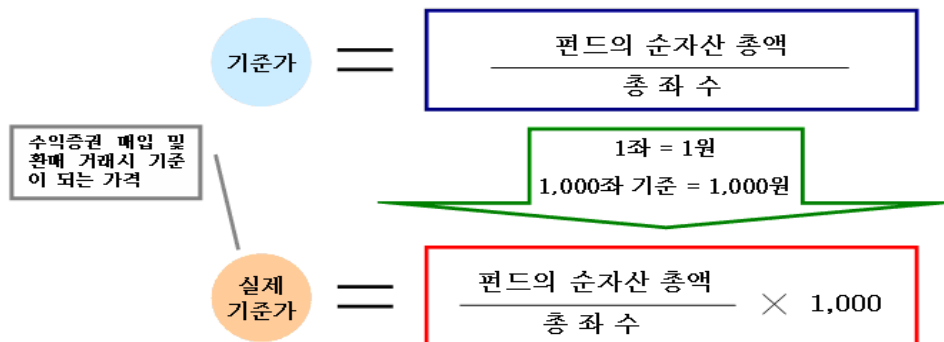 기준가
펀드의 순자산 총액
총 좌 수
수익증권 매입 및
환매 거래시 기준
이 되는 가격
1좌 = 1원
1,000좌 기준 = 1,000원
실제
기준가
펀드의 순자산 총액
총 좌 수
× 1,000